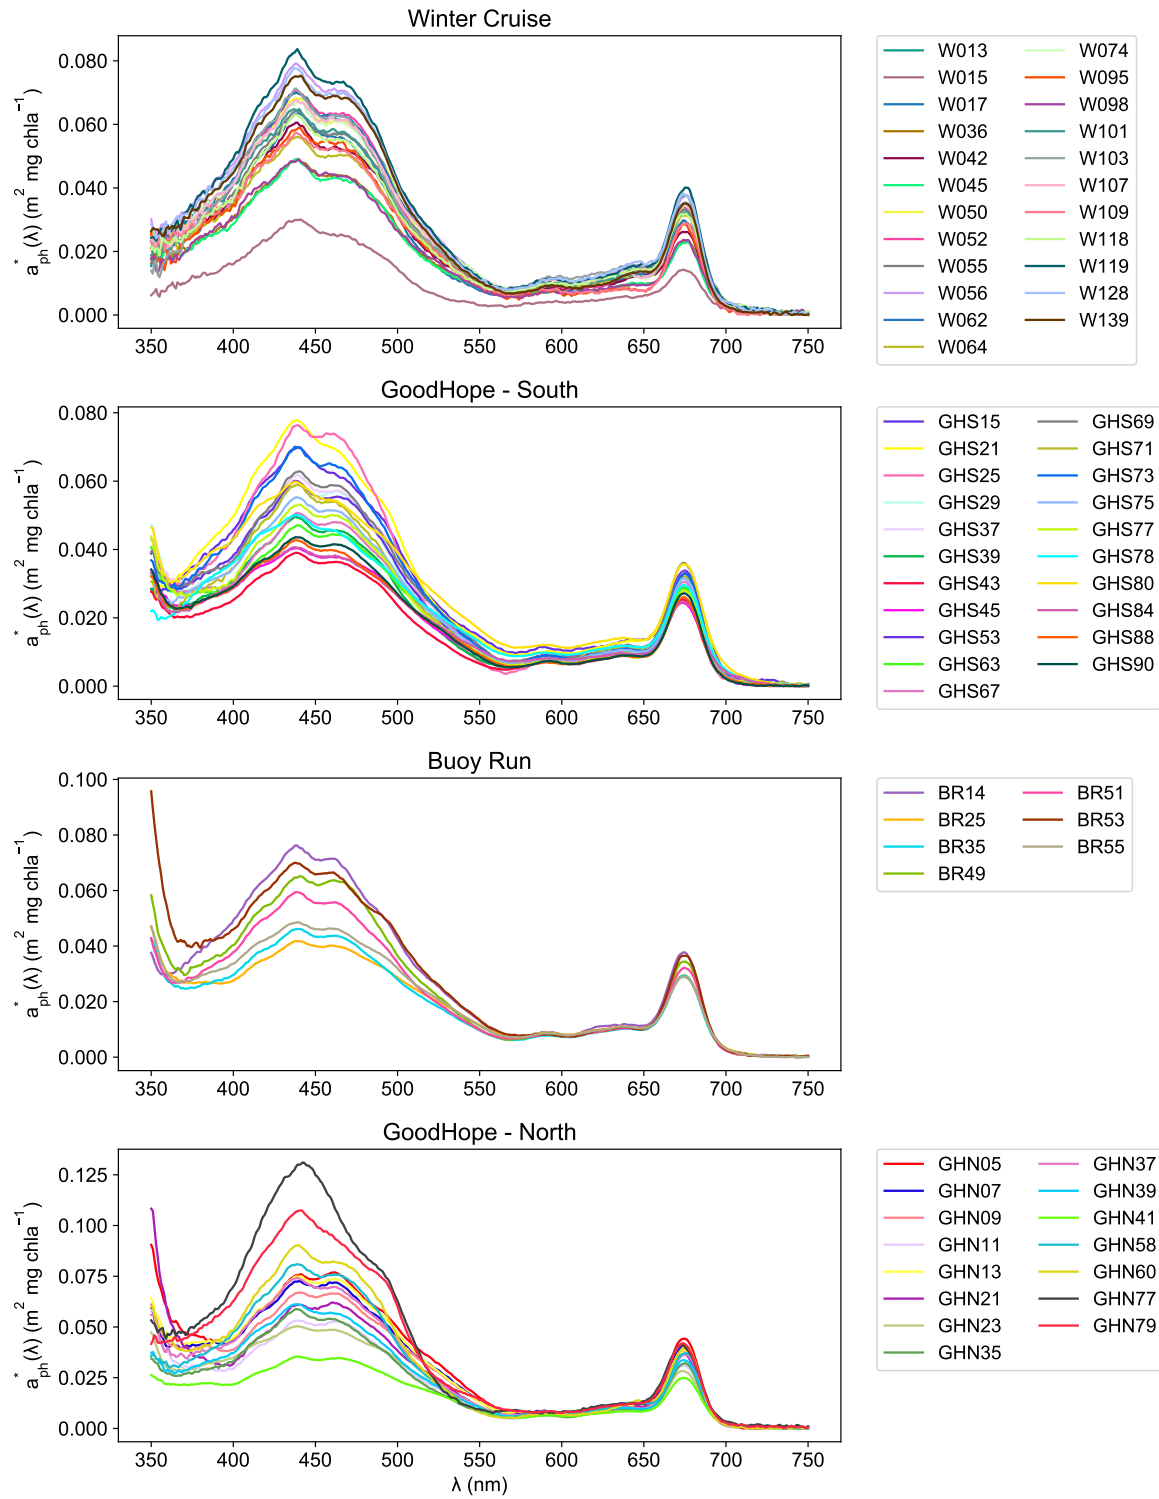 Winter Cruise
0.080
0.060
0.040
0.020
0.000
a*ph(λ) (m² mg chla⁻¹)
350 400 450 500 550 600 650 700 750
W013 W074
W015 W095
W017 W098
W036 W101
W042 W103
W045 W107
W050 W109
W052 W118
W055 W119
W056 W128
W062 W139
W064
GoodHope - South
0.080
0.060
0.040
0.020
0.000
a*ph(λ) (m² mg chla⁻¹)
350 400 450 500 550 600 650 700 750
GHS15 GHS69
GHS21 GHS71
GHS25 GHS73
GHS29 GHS75
GHS37 GHS77
GHS39 GHS78
GHS43 GHS80
GHS45 GHS84
GHS53 GHS88
GHS63 GHS90
GHS67
Buoy Run
0.100
0.080
0.060
0.040
0.020
0.000
a*ph(λ) (m² mg chla⁻¹)
350 400 450 500 550 600 650 700 750
BR14 BR51
BR25 BR53
BR35 BR55
BR49
GoodHope - North
0.125
0.100
0.075
0.050
0.025
0.000
a*ph(λ) (m² mg chla⁻¹)
350 400 450 500 550 600 650 700 750
λ (nm)
GHN05 GHN37
GHN07 GHN39
GHN09 GHN41
GHN11 GHN58
GHN13 GHN60
GHN21 GHN77
GHN23 GHN79
GHN35